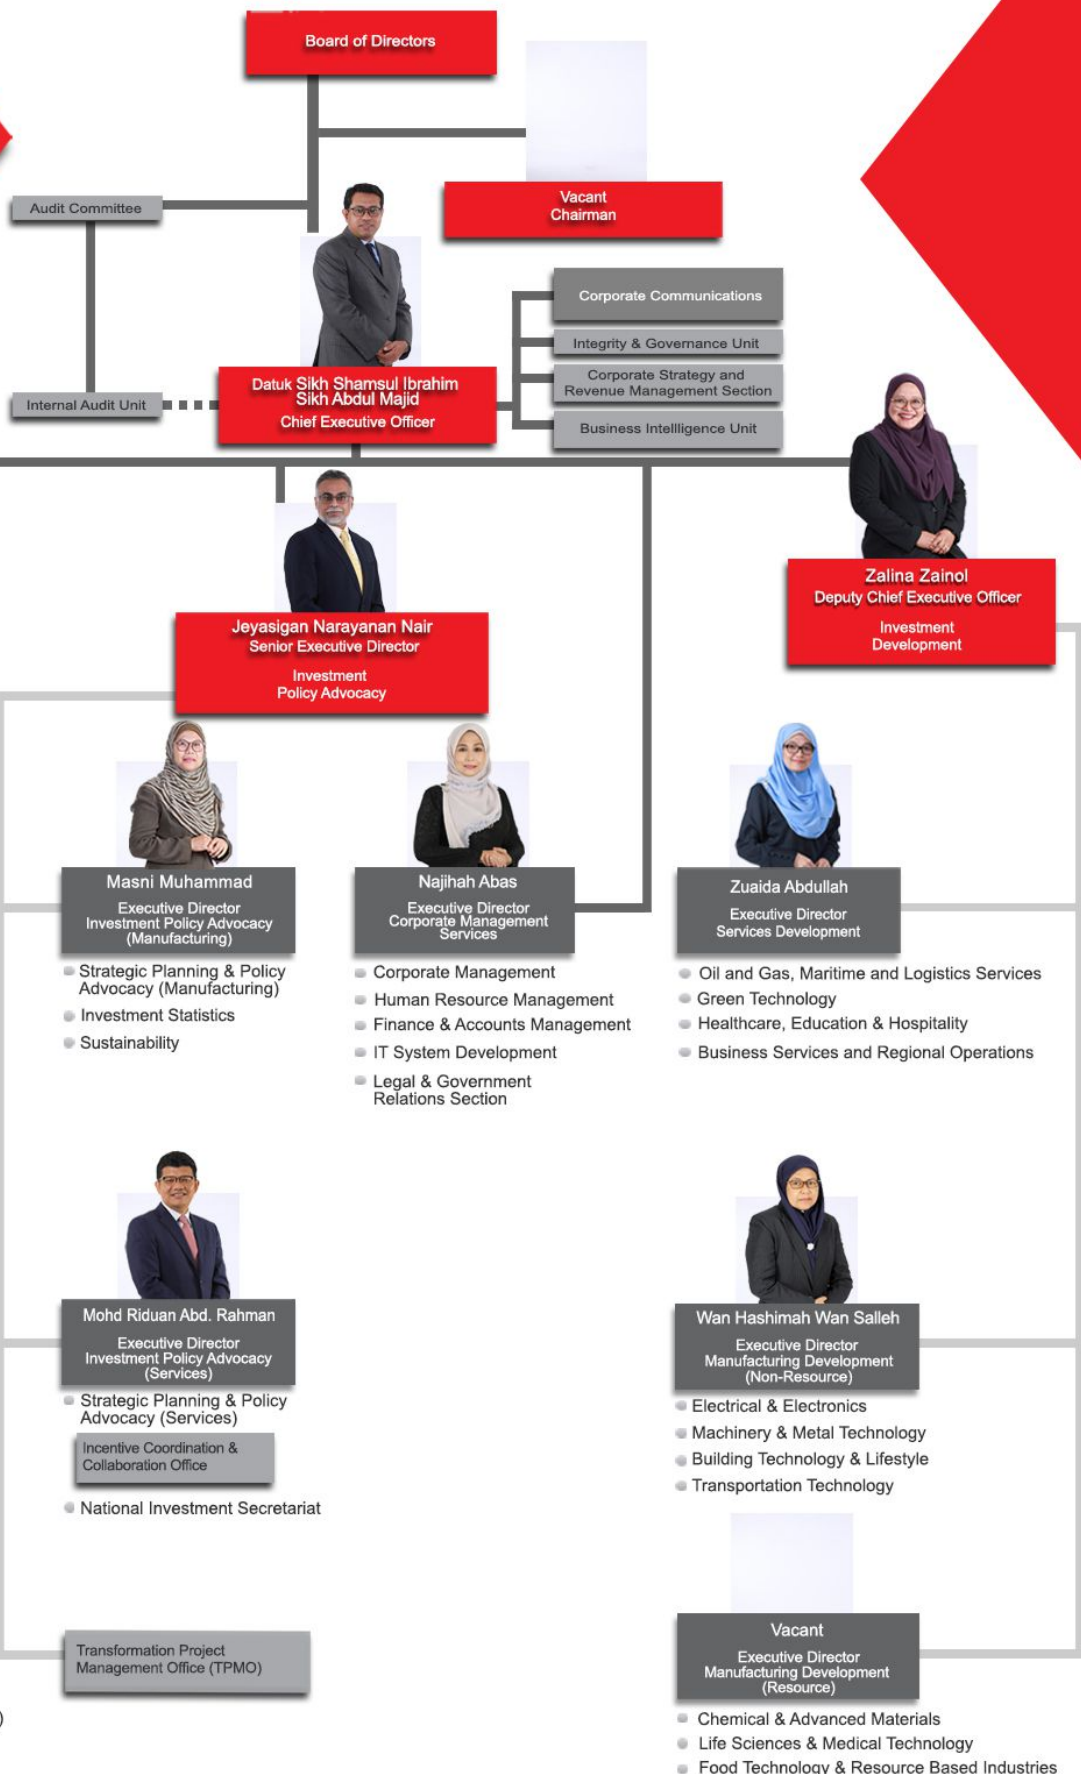 Board of Directors
Vacant
Chairman
Audit Committee
Corporate Communications
Integrity & Governance Unit
Corporate Strategy and
Revenue Management Section
Business Intellligence Unit
Internal Audit Unit
Datuk Sikh Shamsul Ibrahim
Sikh Abdul Majid
Chief Executive Officer
Zalina Zainol
Deputy Chief Executive Officer
Investment
Development
Jeyasigan Narayanan Nair
Senior Executive Director
Investment
Policy Advocacy
Masni Muhammad
Executive Director
Investment Policy Advocacy
(Manufacturing)
Strategic Planning & Policy
Advocacy (Manufacturing)
Investment Statistics
Sustainability
Najihah Abas
Executive Director
Corporate Management
Services
Corporate Management
Human Resource Management
Finance & Accounts Management
IT System Development
Legal & Government
Relations Section
Zuaida Abdullah
Executive Director
Services Development
Oil and Gas, Maritime and Logistics Services
Green Technology
Healthcare, Education & Hospitality
Business Services and Regional Operations
Mohd Riduan Abd. Rahman
Executive Director
Investment Policy Advocacy
(Services)
Strategic Planning & Policy
Advocacy (Services)
Incentive Coordination &
Collaboration Office
National Investment Secretariat
Wan Hashimah Wan Salleh
Executive Director
Manufacturing Development
(Non-Resource)
Electrical & Electronics
Machinery & Metal Technology
Building Technology & Lifestyle
Transportation Technology
Transformation Project
Management Office (TPMO)
)
Vacant
Executive Director
Manufacturing Development
(Resource)
Chemical & Advanced Materials
Life Sciences & Medical Technology
Food Technology & Resource Based Industries